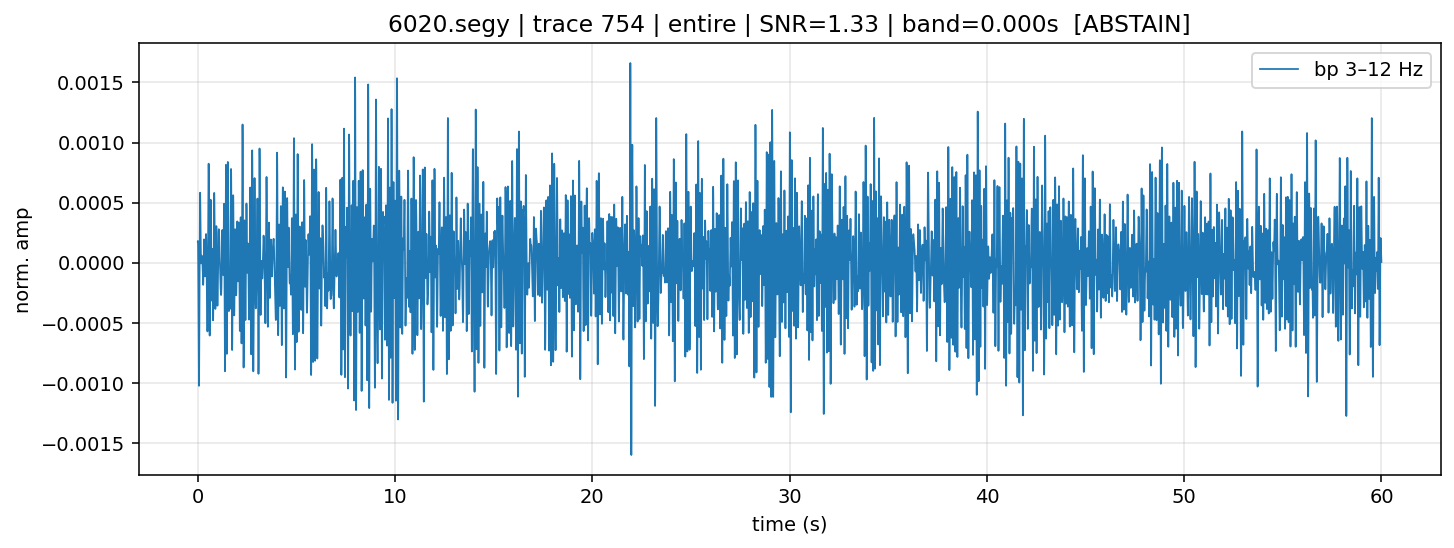 6020.segy | trace 754 | entire | SNR=1.33 | band=0.000s  [ABSTAIN]
bp 3–12 Hz
norm. amp
0.0015
0.0010
0.0005
0.0000
−0.0005
−0.0010
−0.0015
0 10 20 30 40 50 60
time (s)